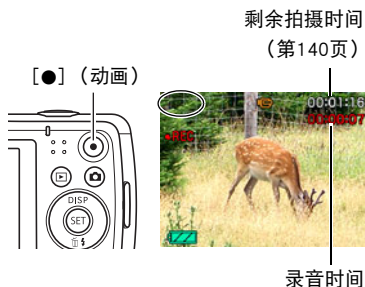 剩余拍摄时间
（第140页）
[●]（动画）
00:01:16
00:00:07
●REC
DISP
SET
录音时间